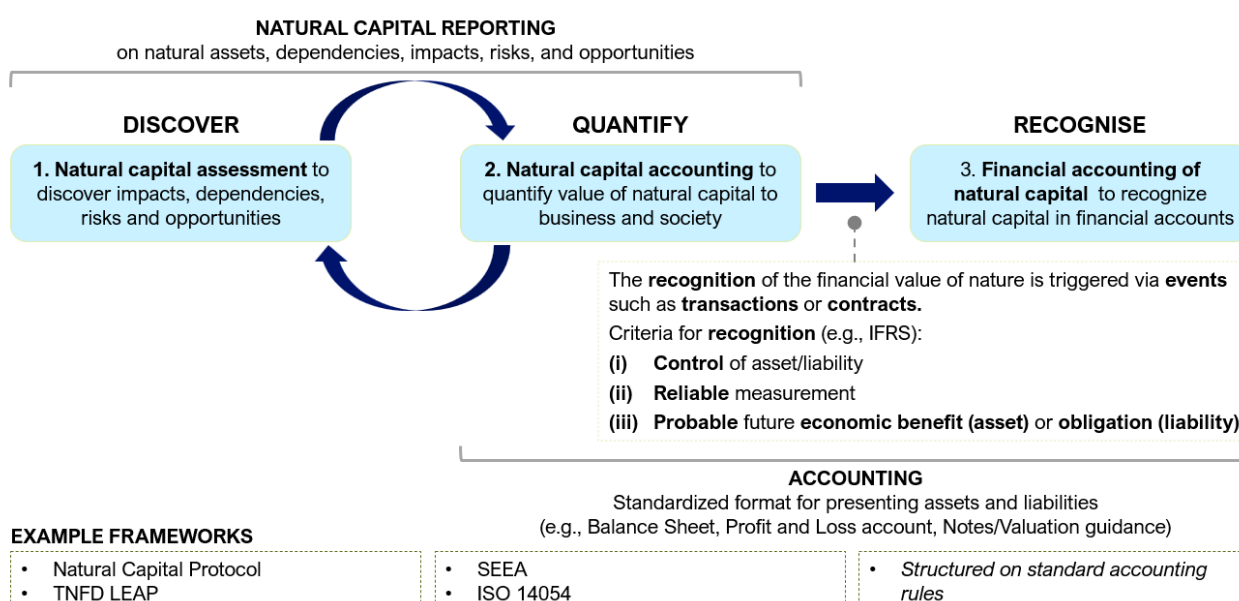 NATURAL CAPITAL REPORTING
on natural assets, dependencies, impacts, risks, and opportunities
DISCOVER
QUANTIFY
RECOGNISE
1. Natural capital assessment to
discover impacts, dependencies,
risks and opportunities
2. Natural capital accounting to
quantify value of natural capital to
business and society
3. Financial accounting of
natural capital to recognize
natural capital in financial accounts
The recognition of the financial value of nature is triggered via events
such as transactions or contracts.
Criteria for recognition (e.g., IFRS):
(i) Control of asset/liability
(ii) Reliable measurement
(iii) Probable future economic benefit (asset) or obligation (liability)
ACCOUNTING
Standardized format for presenting assets and liabilities
(e.g., Balance Sheet, Profit and Loss account, Notes/Valuation guidance)
EXAMPLE FRAMEWORKS
• Natural Capital Protocol
• TNFD LEAP
• SEEA
• ISO 14054
• Structured on standard accounting
rules